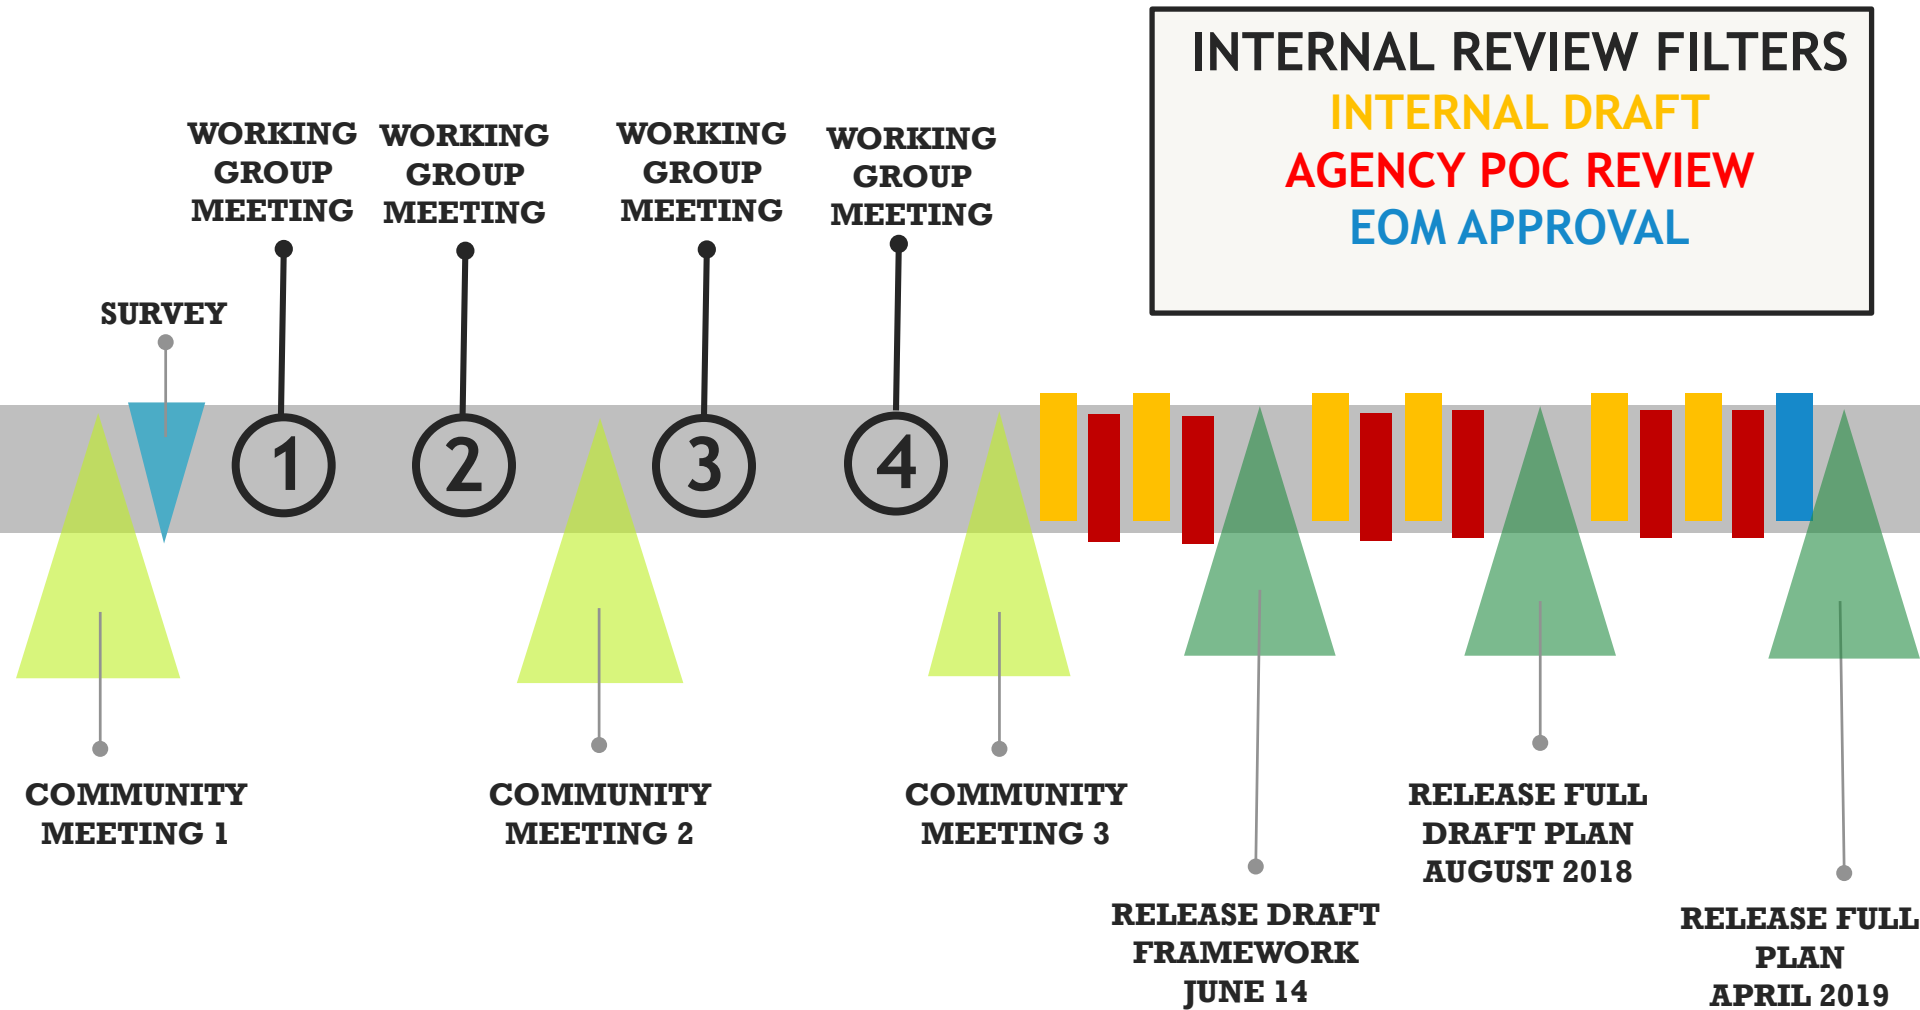 INTERNAL REVIEW FILTERS
INTERNAL DRAFT
AGENCY POC REVIEW
EOM APPROVAL
WORKING
GROUP
MEETING
WORKING
GROUP
MEETING
WORKING
GROUP
MEETING
WORKING
GROUP
MEETING
SURVEY
1
2
3
4
COMMUNITY
MEETING 1
COMMUNITY
MEETING 2
COMMUNITY
MEETING 3
RELEASE DRAFT
FRAMEWORK
JUNE 14
RELEASE FULL
DRAFT PLAN
AUGUST 2018
RELEASE FULL
PLAN
APRIL 2019